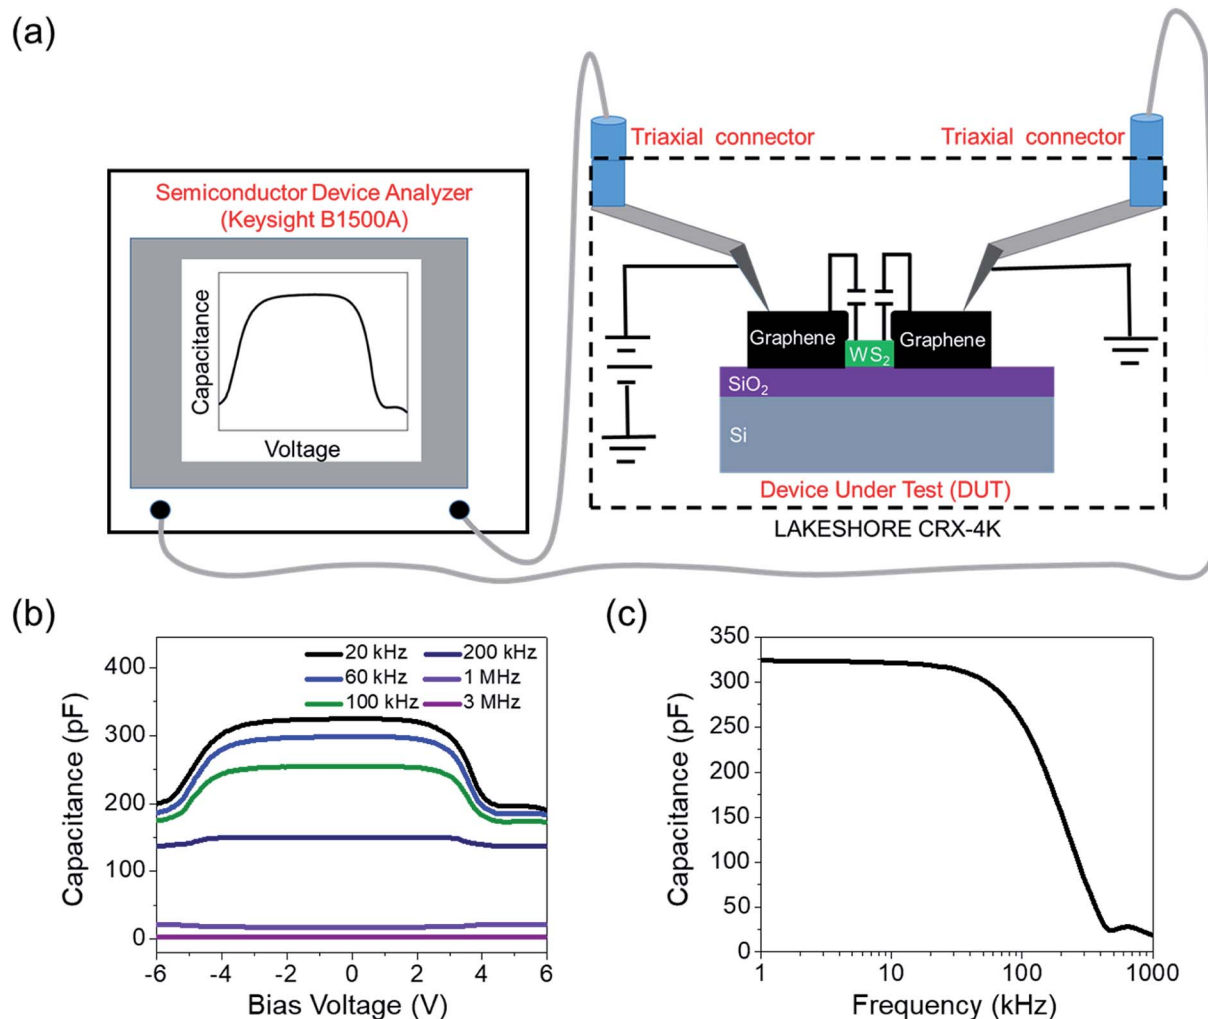 (a)
Triaxial connector
Triaxial connector
Semiconductor Device Analyzer
(Keysight B1500A)
Capacitance
Voltage
Graphene
WS₂
Graphene
SiO₂
Si
Device Under Test (DUT)
LAKESHORE CRX-4K
(b)
20 kHz
200 kHz
60 kHz
1 MHz
100 kHz
3 MHz
400
300
200
100
0
Capacitance (pF)
-6 -4 -2 0 2 4 6
Bias Voltage (V)
(c)
350
300
250
200
150
100
50
0
Capacitance (pF)
1 10 100 1000
Frequency (kHz)